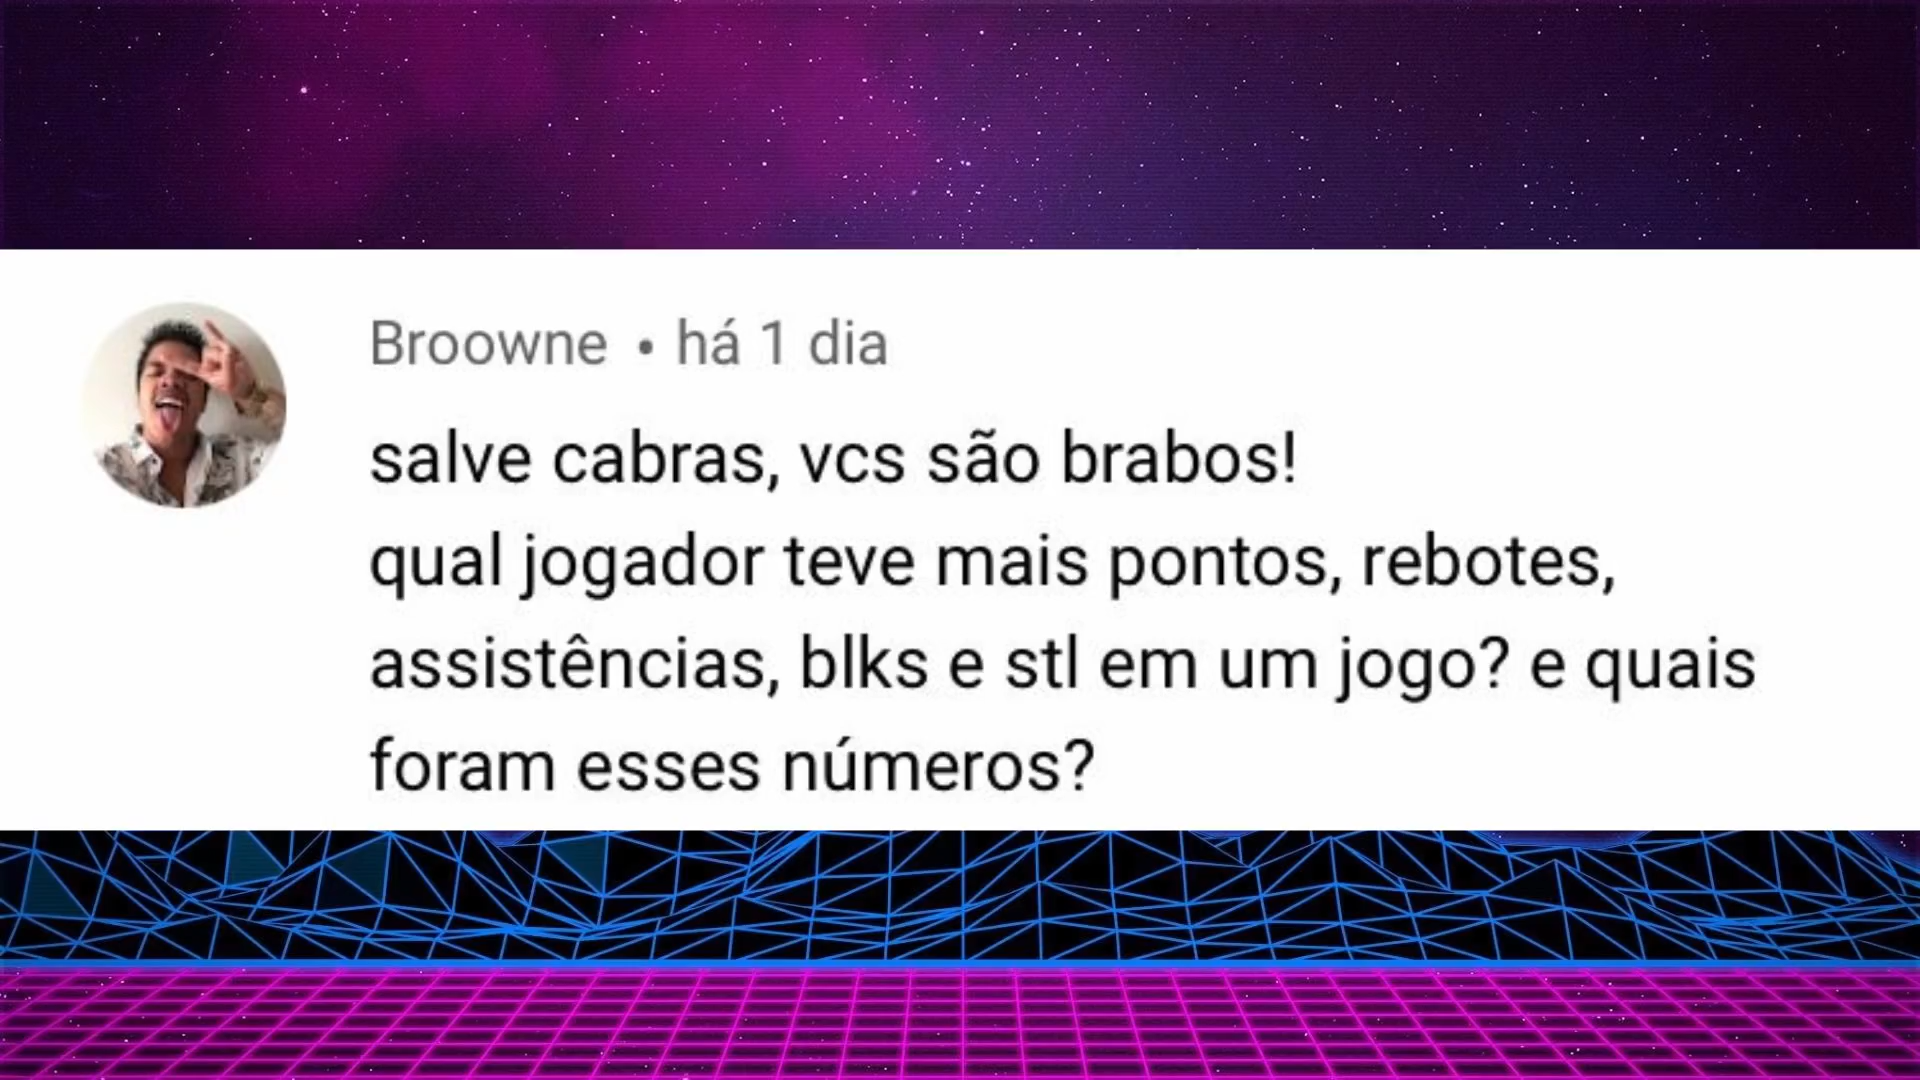 Broowne • há 1 dia
salve cabras, vcs são brabos!
qual jogador teve mais pontos, rebotes,
assistências, blks e stl em um jogo? e quais
foram esses números?